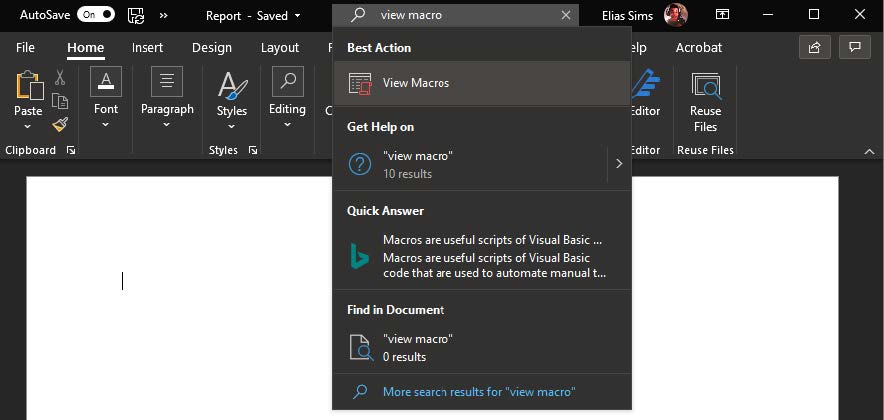 AutoSave On » Report - Saved view macro Elias Sims
File Home Insert Design Layout lp Acrobat
Paste Font Paragraph Styles Editing C Editor Reuse Files
Clipboard Styles ditor Reuse Files
Best Action
View Macros
Get Help on
"view macro"
10 results
Quick Answer
Macros are useful scripts of Visual Basic ...
Macros are useful scripts of Visual Basic
code that are used to automate manual t...
Find in Document
"view macro"
0 results
More search results for "view macro"